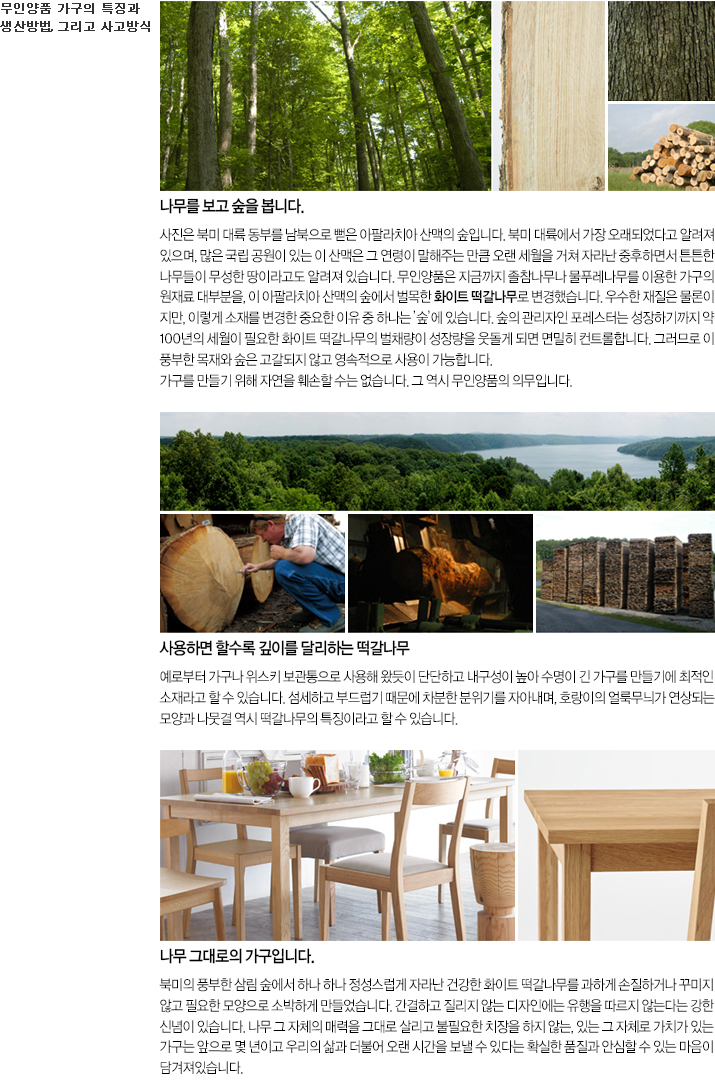 무인양품 가구의 특징과
생산방법, 그리고 사고방식
나무를 보고 숲을 봅니다.
사진은 북미 대륙 동부를 남북으로 뻗은 아팔라치아 산맥의 숲입니다. 북미 대륙에서 가장 오래되었다고 알려져
있으며, 많은 국립 공원이 있는 이 산맥은 그 연령이 말해주는 만큼 오랜 세월을 거쳐 자라난 중후하면서 튼튼한
나무들이 무성한 땅이라고도 알려져 있습니다. 무인양품은 지금까지 졸참나무나 물푸레나무를 이용한 가구의
원재료 대부분을, 이 아팔라치아 산맥의 숲에서 벌목한 화이트 떡갈나무로 변경했습니다. 우수한 재질은 물론이
지만, 이렇게 소재를 변경한 중요한 이유 중 하나는 '숲'에 있습니다. 숲의 관리자인 포레스터는 성장하기까지 약
100년의 세월이 필요한 화이트 떡갈나무의 벌채량이 성장량을 웃돌게 되면 면밀히 컨트롤합니다. 그러므로 이
풍부한 목재와 숲은 고갈되지 않고 영속적으로 사용이 가능합니다.
가구를 만들기 위해 자연을 훼손할 수는 없습니다. 그 역시 무인양품의 의무입니다.
사용하면 할수록 깊이를 달리하는 떡갈나무
예로부터 가구나 위스키 보관통으로 사용해 왔듯이 단단하고 내구성이 높아 수명이 긴 가구를 만들기에 최적인
소재라고 할 수 있습니다. 섬세하고 부드럽기 때문에 차분한 분위기를 자아내며, 호랑이의 얼룩무늬가 연상되는
모양과 나뭇결 역시 떡갈나무의 특징이라고 할 수 있습니다.
나무 그대로의 가구입니다.
북미의 풍부한 삼림 숲에서 하나 하나 정성스럽게 자라난 건강한 화이트 떡갈나무를 과하게 손질하거나 꾸미지
않고 필요한 모양으로 소박하게 만들었습니다. 간결하고 질리지 않는 디자인에는 유행을 따르지 않는다는 강한
신념이 있습니다. 나무 그 자체의 매력을 그대로 살리고 불필요한 치장을 하지 않는, 있는 그 자체로 가치가 있는
가구는 앞으로 몇 년이고 우리의 삶과 더불어 오랜 시간을 보낼 수 있다는 확실한 품질과 안심할 수 있는 마음이
담겨져있습니다.